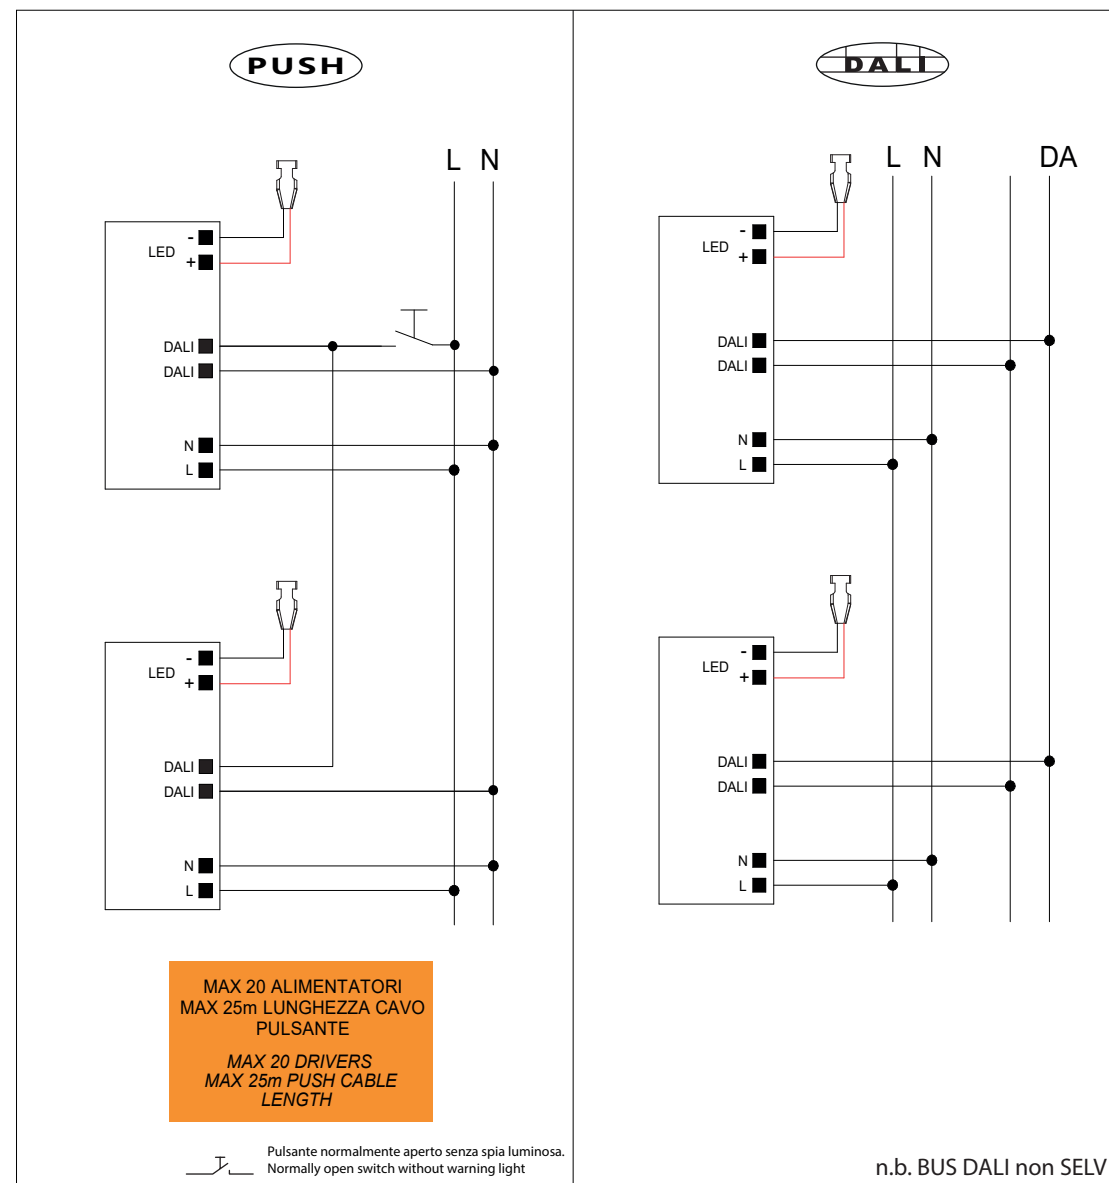 PUSH
L N
-
LED
+
DALI
DALI
N
L
-
LED
+
DALI
DALI
N
L
MAX 20 ALIMENTATORI
MAX 25m LUNGHEZZA CAVO
PULSANTE
MAX 20 DRIVERS
MAX 25m PUSH CABLE
LENGTH
Pulsante normalmente aperto senza spia luminosa.
Normally open switch without warning light
DALI
L N DA
-
LED
+
DALI
DALI
N
L
-
LED
+
DALI
DALI
N
L
n.b. BUS DALI non SELV